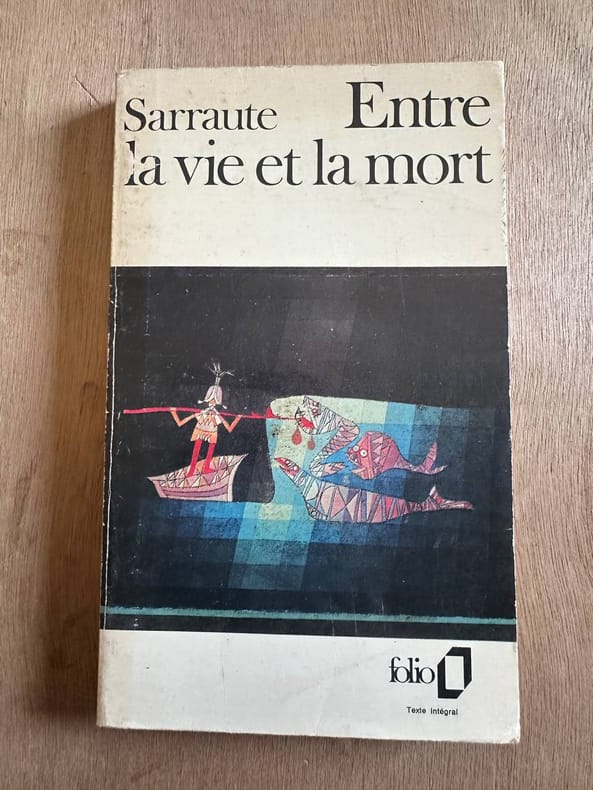 Sarraute Entre
la vie et la mort
folio
Texte intégral